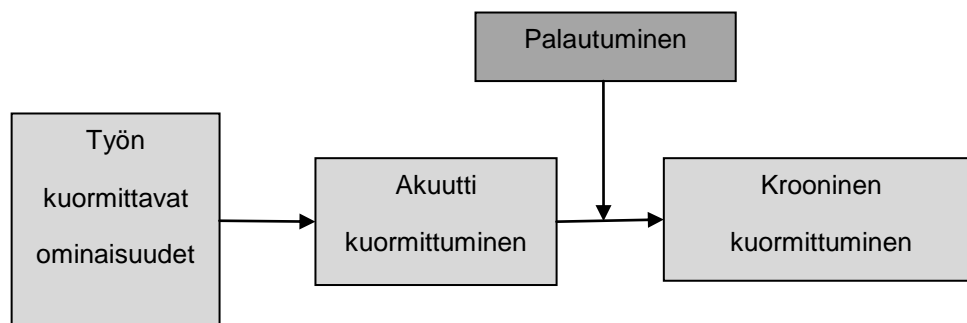 Palautuminen
Työn
kuormittavat
ominaisuudet
Akuutti
kuormittuminen
Krooninen
kuormittuminen